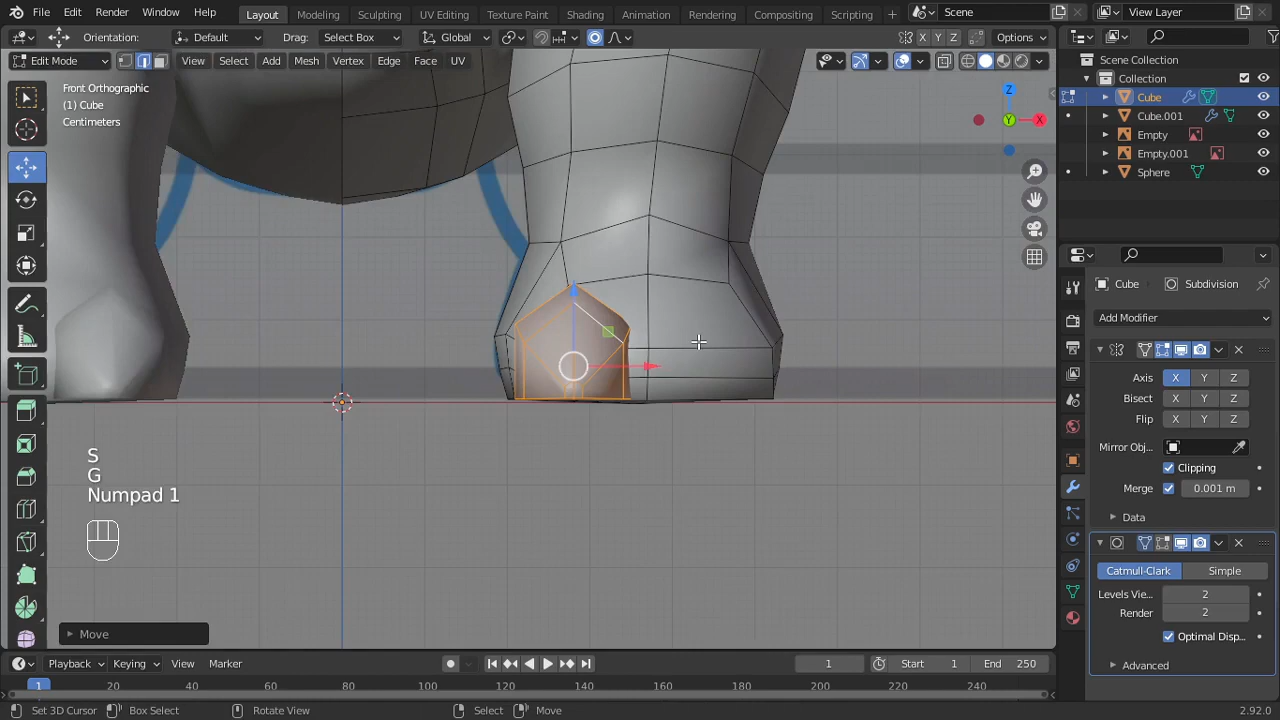 File Edit Render Window Help Layout Modeling Sculpting UV Editing Texture Paint Shading Animation Rendering Compositing Scripting Scene View Layer
Orientation: Default Drag: Select Box Global X Y Z Options
Edit Mode View Select Add Mesh Vertex Edge Face UV
Front Orthographic
(1) Cube
Centimeters
Z
Y
X
S
G
Numpad 1
Move
Scene Collection
Collection
Cube
Cube.001
Empty
Empty.001
Sphere
Cube Subdivision
Add Modifier
Axis X Y Z
Bisect X Y Z
Flip X Y Z
Mirror Obj...
Clipping
Merge 0.001 m
Data
Catmull-Clark Simple
Levels Vie... 2
Render 2
Optimal Disp...
Advanced
Playback Keying View Marker 1 Start 1 End 250
1 20 40 60 80 100 120 140 160 180 200 220 240
Set 3D Cursor Box Select Rotate View Select Move 2.92.0